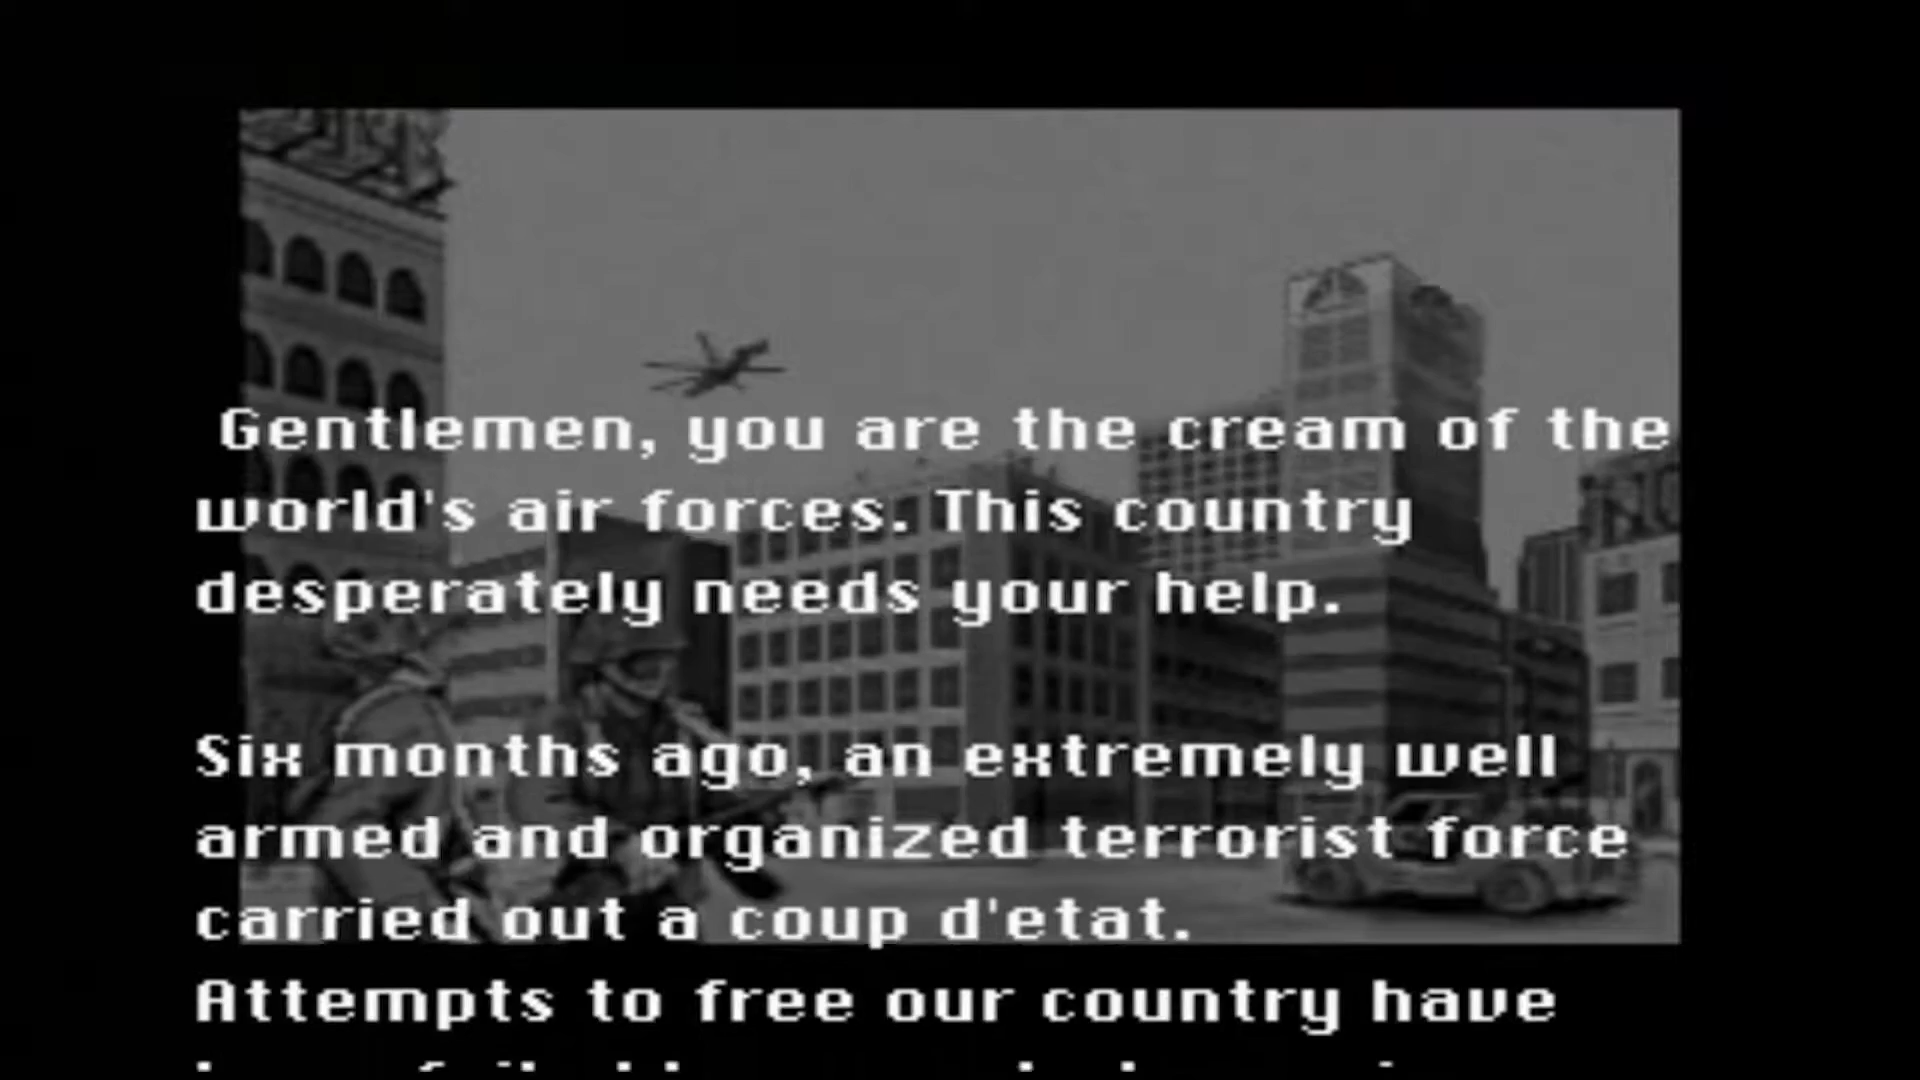 Gentlemen, you are the cream of the
world's air forces. This country
desperately needs your help.
Six months ago, an extremely well
armed and organized terrorist force
carried out a coup d'etat.
Attempts to free our country have